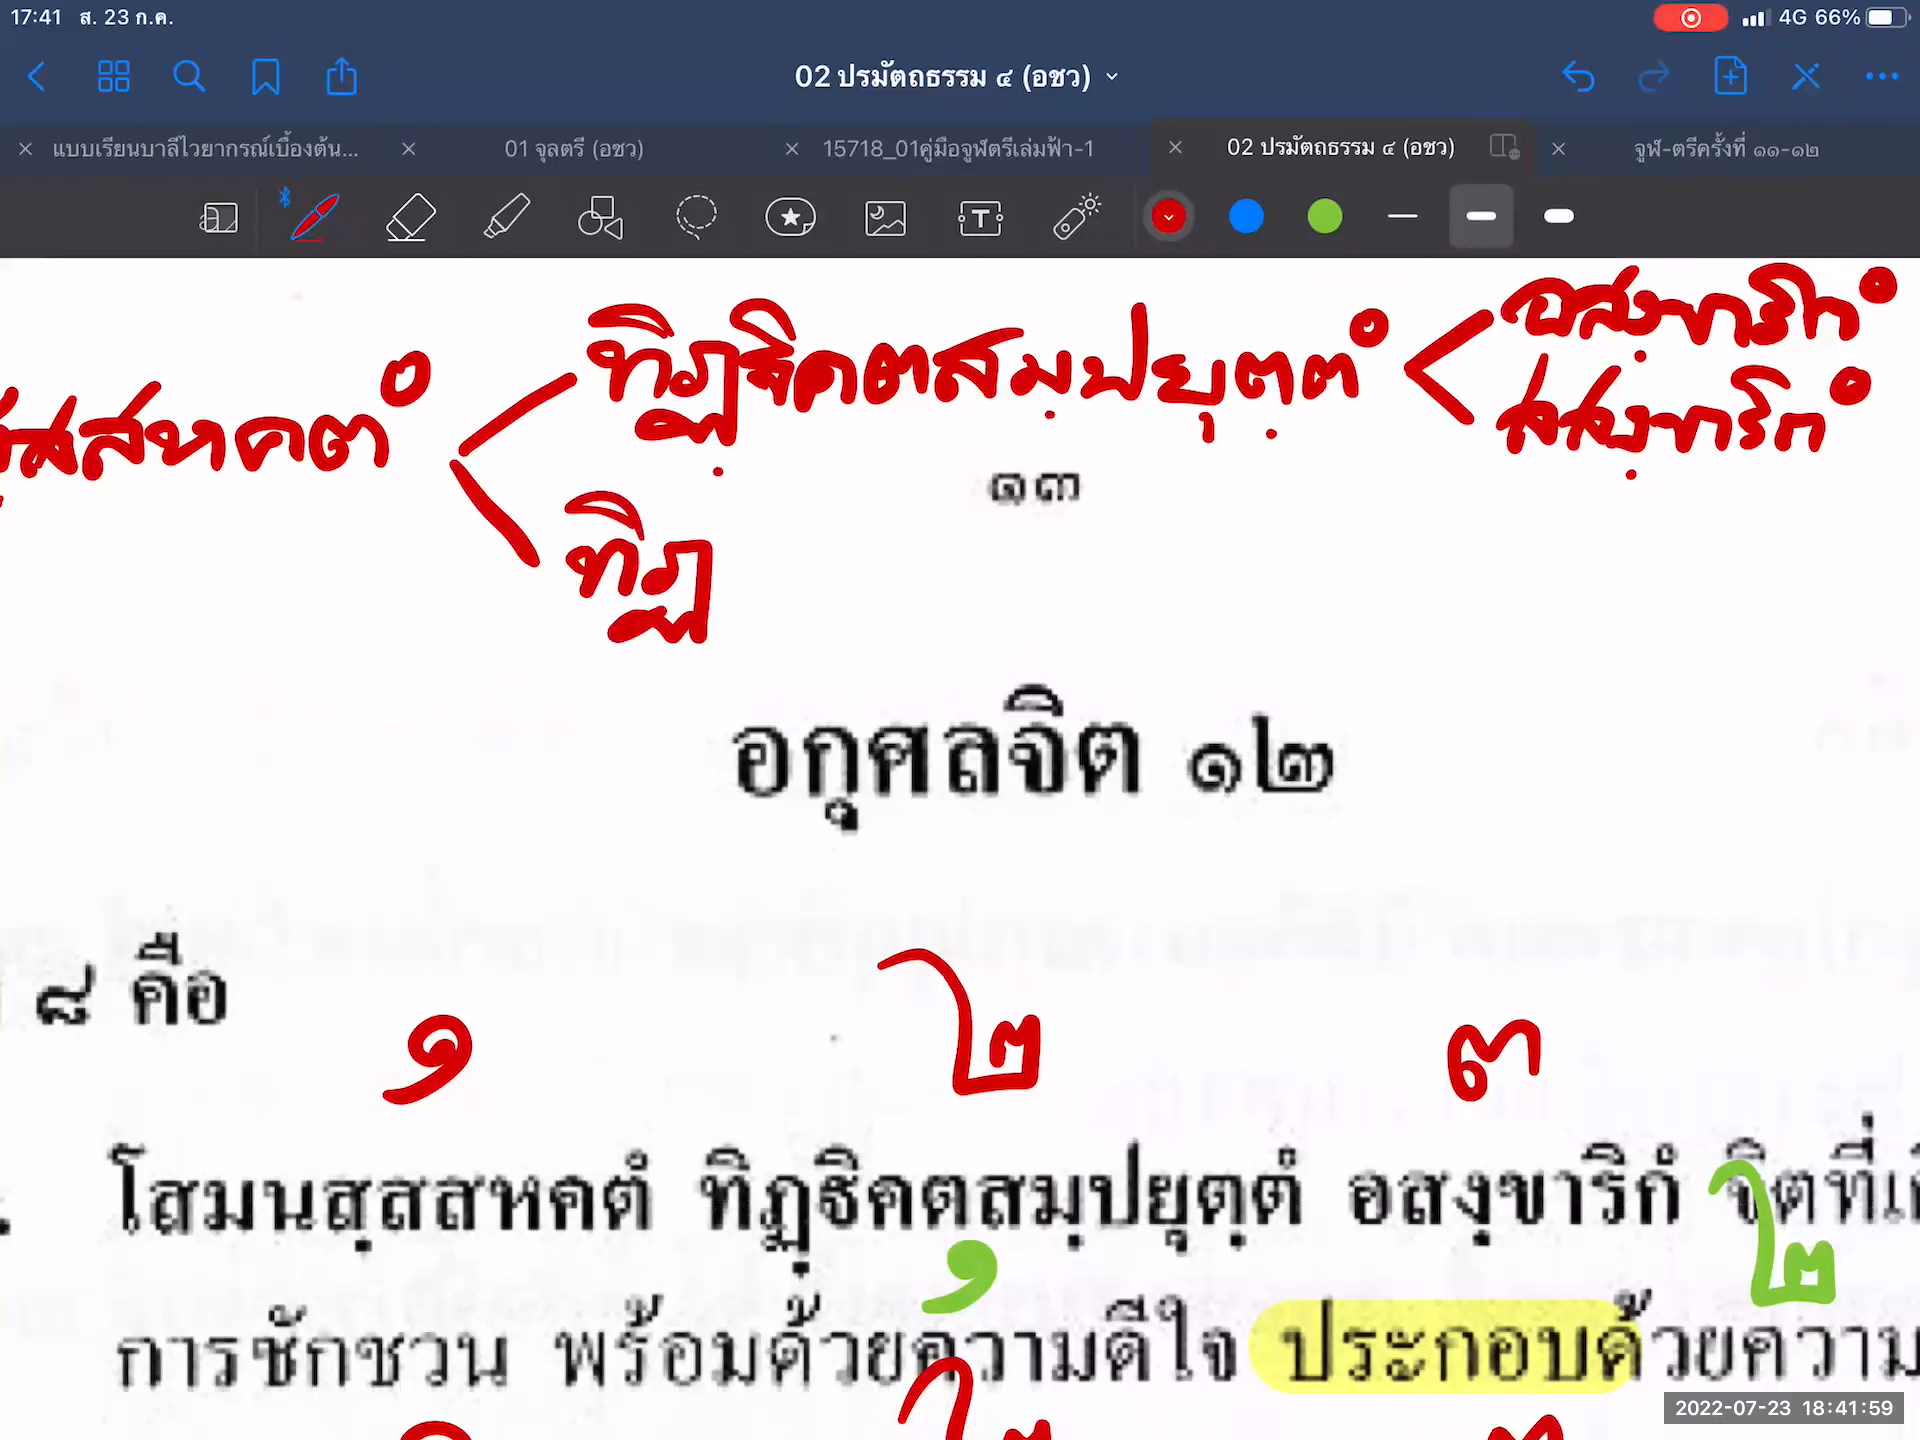 17:41 ส. 23 ก.ค. 4G 66%
02 ปรมัตถธรรม ๔ (อชว)
แบบเรียนบาลีไวยากรณ์เบื้องต้น... 01 จุลตรี (อชว) 15718_01คู่มือจูฬตรีเล่มฟ้า-1 02 ปรมัตถธรรม ๔ (อชว) จูฬ-ตรีครั้งที่ ๑๑-๑๒
อสงฺขาริกํ
ทิฏฺฐิคตสมฺปยุตฺตํ
สสงฺขาริกํ
สสหคตํ
๑๓
ทิฏ
อกุศลจิต ๑๒
๘ คือ
๑ ๒ ๓
โสมนสฺสสหคตํ ทิฏฺฐิคตสมฺปยุตฺตํ อสงฺขาริกํ จิตที่เ
๑ ๒
การชักชวน พร้อมด้วยความดีใจ ประกอบด้วยความ
2022-07-23 18:41:59